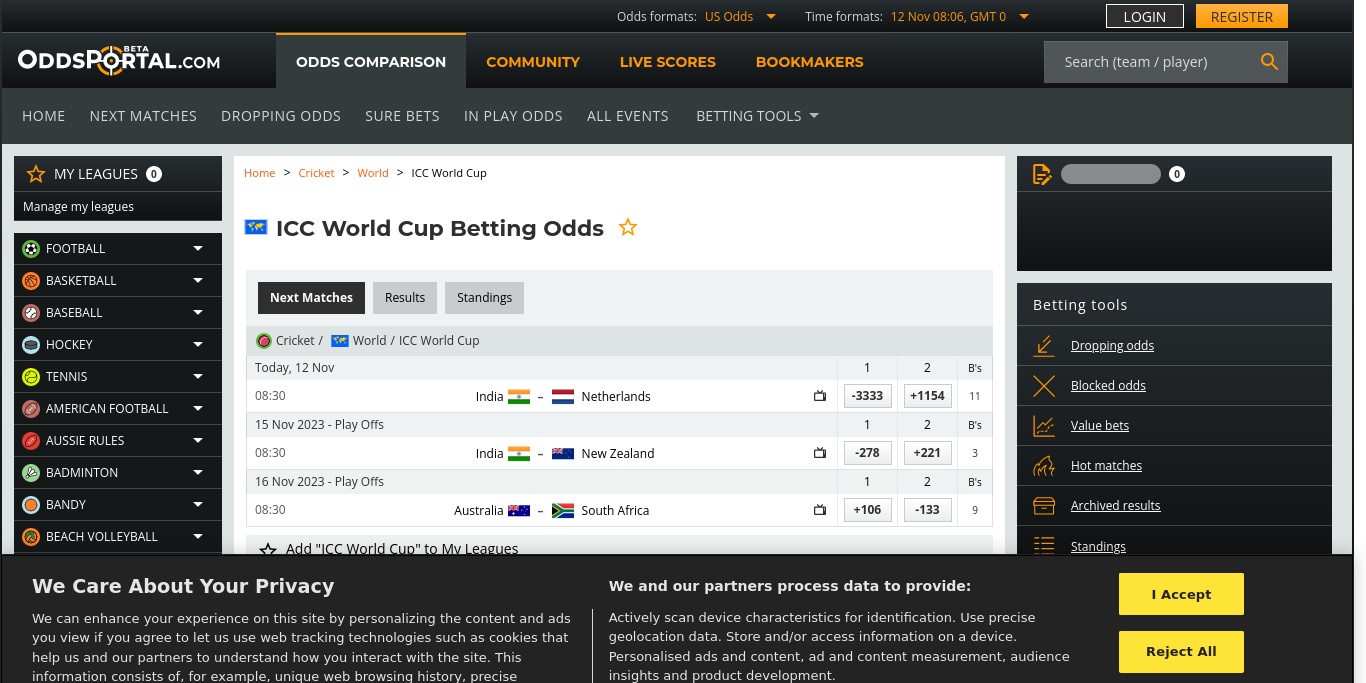 Odds formats: US Odds Time formats: 12 Nov 08:06, GMT 0 LOGIN REGISTER
ODDSPORTAL.COM BETA
ODDS COMPARISON COMMUNITY LIVE SCORES BOOKMAKERS Search (team / player)
HOME NEXT MATCHES DROPPING ODDS SURE BETS IN PLAY ODDS ALL EVENTS BETTING TOOLS
MY LEAGUES 0
Manage my leagues
FOOTBALL
BASKETBALL
BASEBALL
HOCKEY
TENNIS
AMERICAN FOOTBALL
AUSSIE RULES
BADMINTON
BANDY
BEACH VOLLEYBALL
Home > Cricket > World > ICC World Cup
ICC World Cup Betting Odds
Next Matches Results Standings
Cricket / World / ICC World Cup
Today, 12 Nov 1 2 B's
08:30 India – Netherlands -3333 +1154 11
15 Nov 2023 - Play Offs 1 2 B's
08:30 India – New Zealand -278 +221 3
16 Nov 2023 - Play Offs 1 2 B's
08:30 Australia – South Africa +106 -133 9
Add "ICC World Cup" to My Leagues
0
Betting tools
Dropping odds
Blocked odds
Value bets
Hot matches
Archived results
Standings
We Care About Your Privacy
We can enhance your experience on this site by personalizing the content and ads
you view if you agree to let us use web tracking technologies such as cookies that
help us and our partners to understand how you interact with the site. This
information consists of, for example, unique web browsing history, precise
We and our partners process data to provide:
Actively scan device characteristics for identification. Use precise
geolocation data. Store and/or access information on a device.
Personalised ads and content, ad and content measurement, audience
insights and product development.
I Accept
Reject All